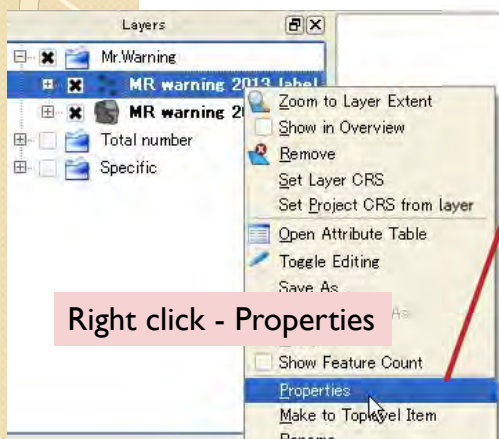 Layers
Mr.Warning
MR warning 2013 label
MR warning 2
Total number
Specific
Zoom to Layer Extent
Show in Overview
Remove
Set Layer CRS
Set Project CRS from layer
Open Attribute Table
Toggle Editing
Save As
As
Right click - Properties
Show Feature Count
Properties
Make to Toplevel Item
Rename